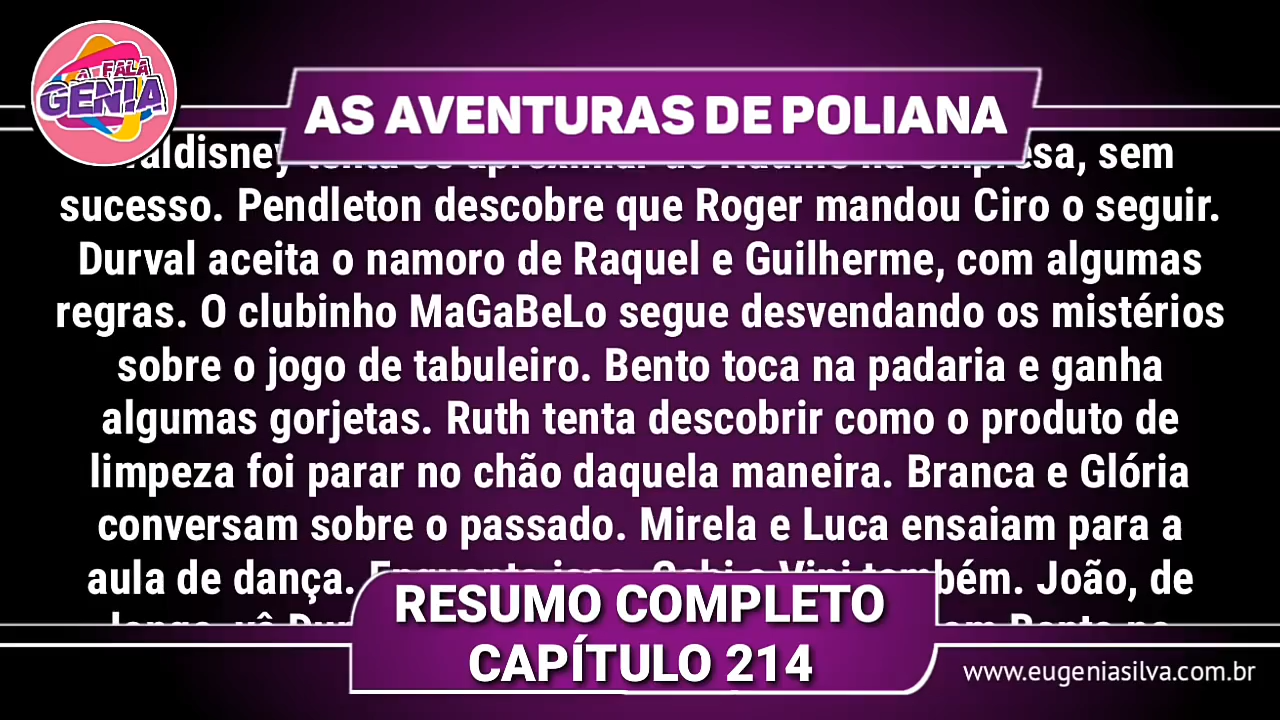 A FALA
GÊNIA
AS AVENTURAS DE POLIANA
sem
sucesso. Pendleton descobre que Roger mandou Ciro o seguir.
Durval aceita o namoro de Raquel e Guilherme, com algumas
regras. O clubinho MaGaBeLo segue desvendando os mistérios
sobre o jogo de tabuleiro. Bento toca na padaria e ganha
algumas gorjetas. Ruth tenta descobrir como o produto de
limpeza foi parar no chão daquela maneira. Branca e Glória
conversam sobre o passado. Mirela e Luca ensaiam para a
aula de dança. João, de
RESUMO COMPLETO
CAPÍTULO 214
www.eugeniasilva.com.br